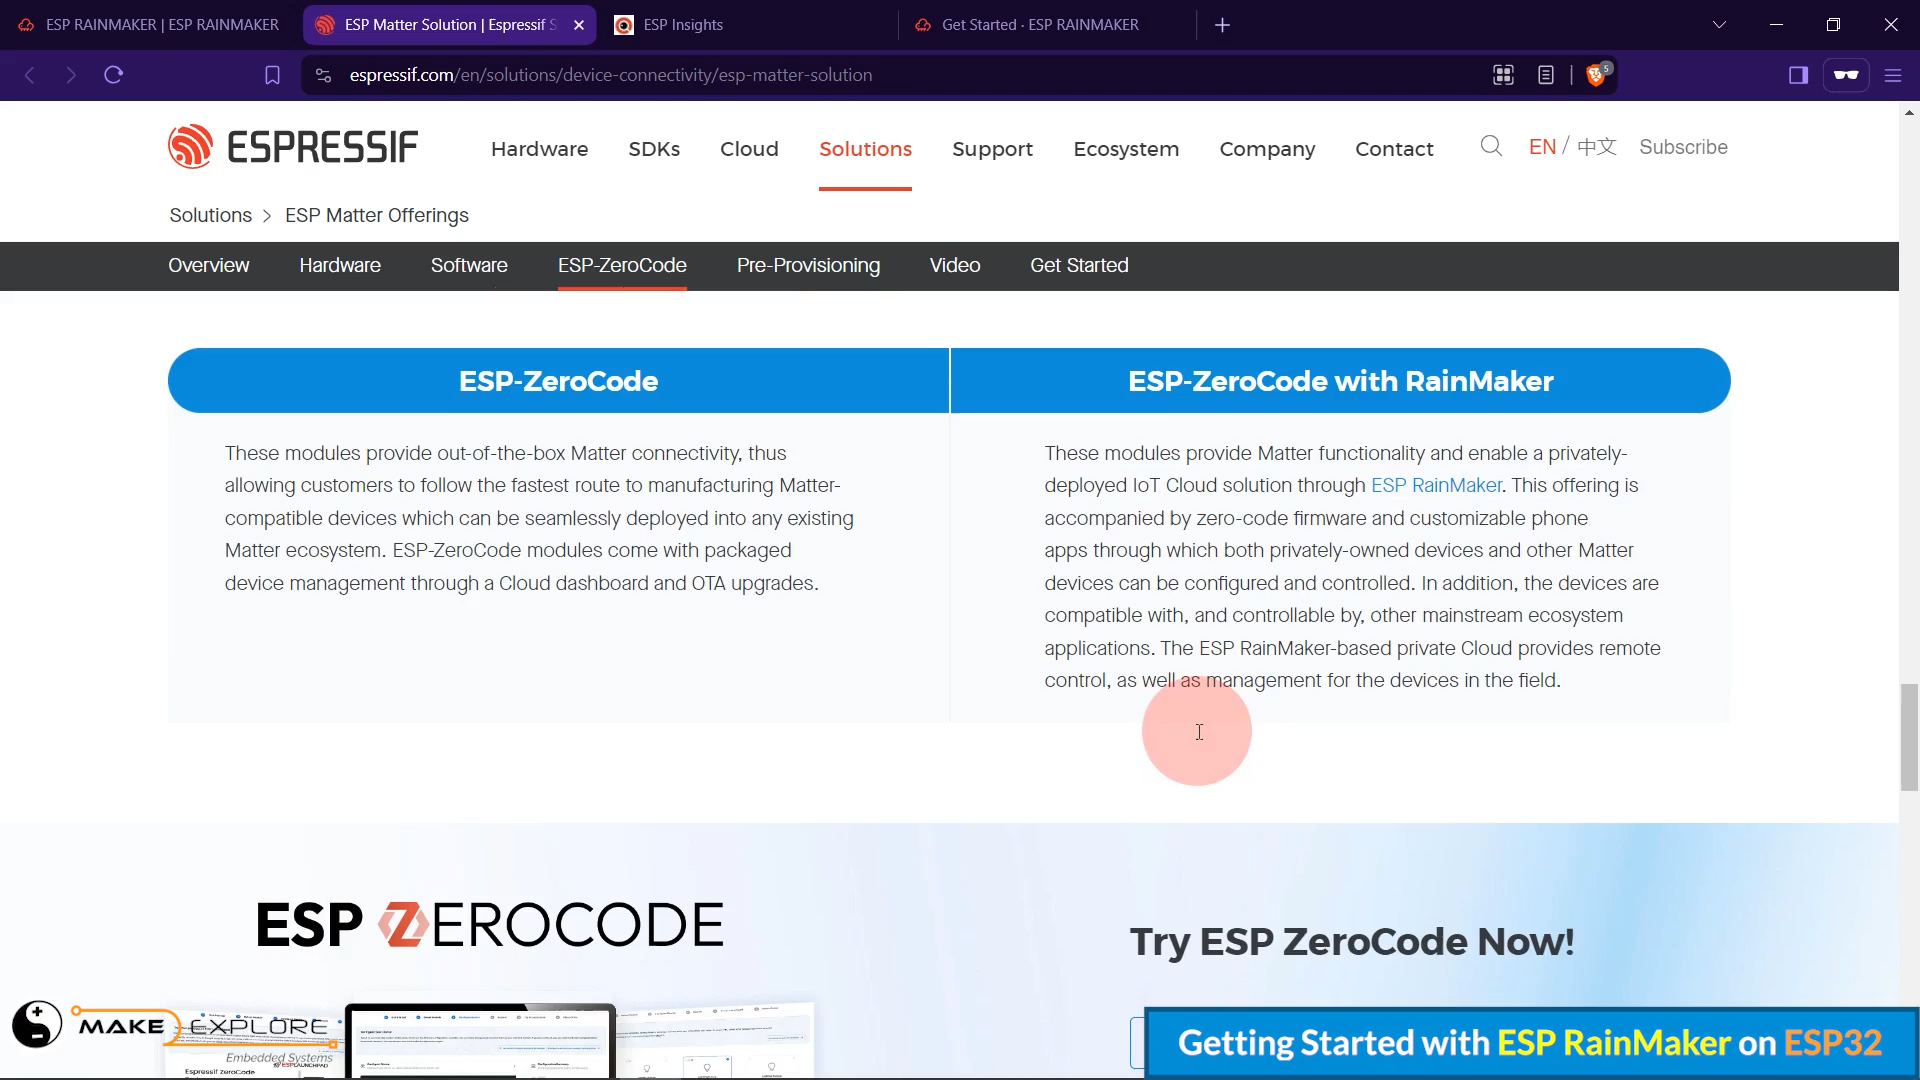 ESP RAINMAKER | ESP RAINMAKER
ESP Matter Solution | Espressif S
ESP Insights
Get Started · ESP RAINMAKER
espressif.com/en/solutions/device-connectivity/esp-matter-solution
5
ESPRESSIF
Hardware
SDKs
Cloud
Solutions
Support
Ecosystem
Company
Contact
EN / 中文
Subscribe
Solutions > ESP Matter Offerings
Overview
Hardware
Software
ESP-ZeroCode
Pre-Provisioning
Video
Get Started
ESP-ZeroCode
These modules provide out-of-the-box Matter connectivity, thus
allowing customers to follow the fastest route to manufacturing Matter-
compatible devices which can be seamlessly deployed into any existing
Matter ecosystem. ESP-ZeroCode modules come with packaged
device management through a Cloud dashboard and OTA upgrades.
ESP-ZeroCode with RainMaker
These modules provide Matter functionality and enable a privately-
deployed IoT Cloud solution through ESP RainMaker. This offering is
accompanied by zero-code firmware and customizable phone
apps through which both privately-owned devices and other Matter
devices can be configured and controlled. In addition, the devices are
compatible with, and controllable by, other mainstream ecosystem
applications. The ESP RainMaker-based private Cloud provides remote
control, as well as management for the devices in the field.
ESP ZEROCODE
Try ESP ZeroCode Now!
MAKE EXPLORE
Embedded Systems
ESPLAUNCHPAD
Espressif zeroCode
Getting Started with ESP RainMaker on ESP32